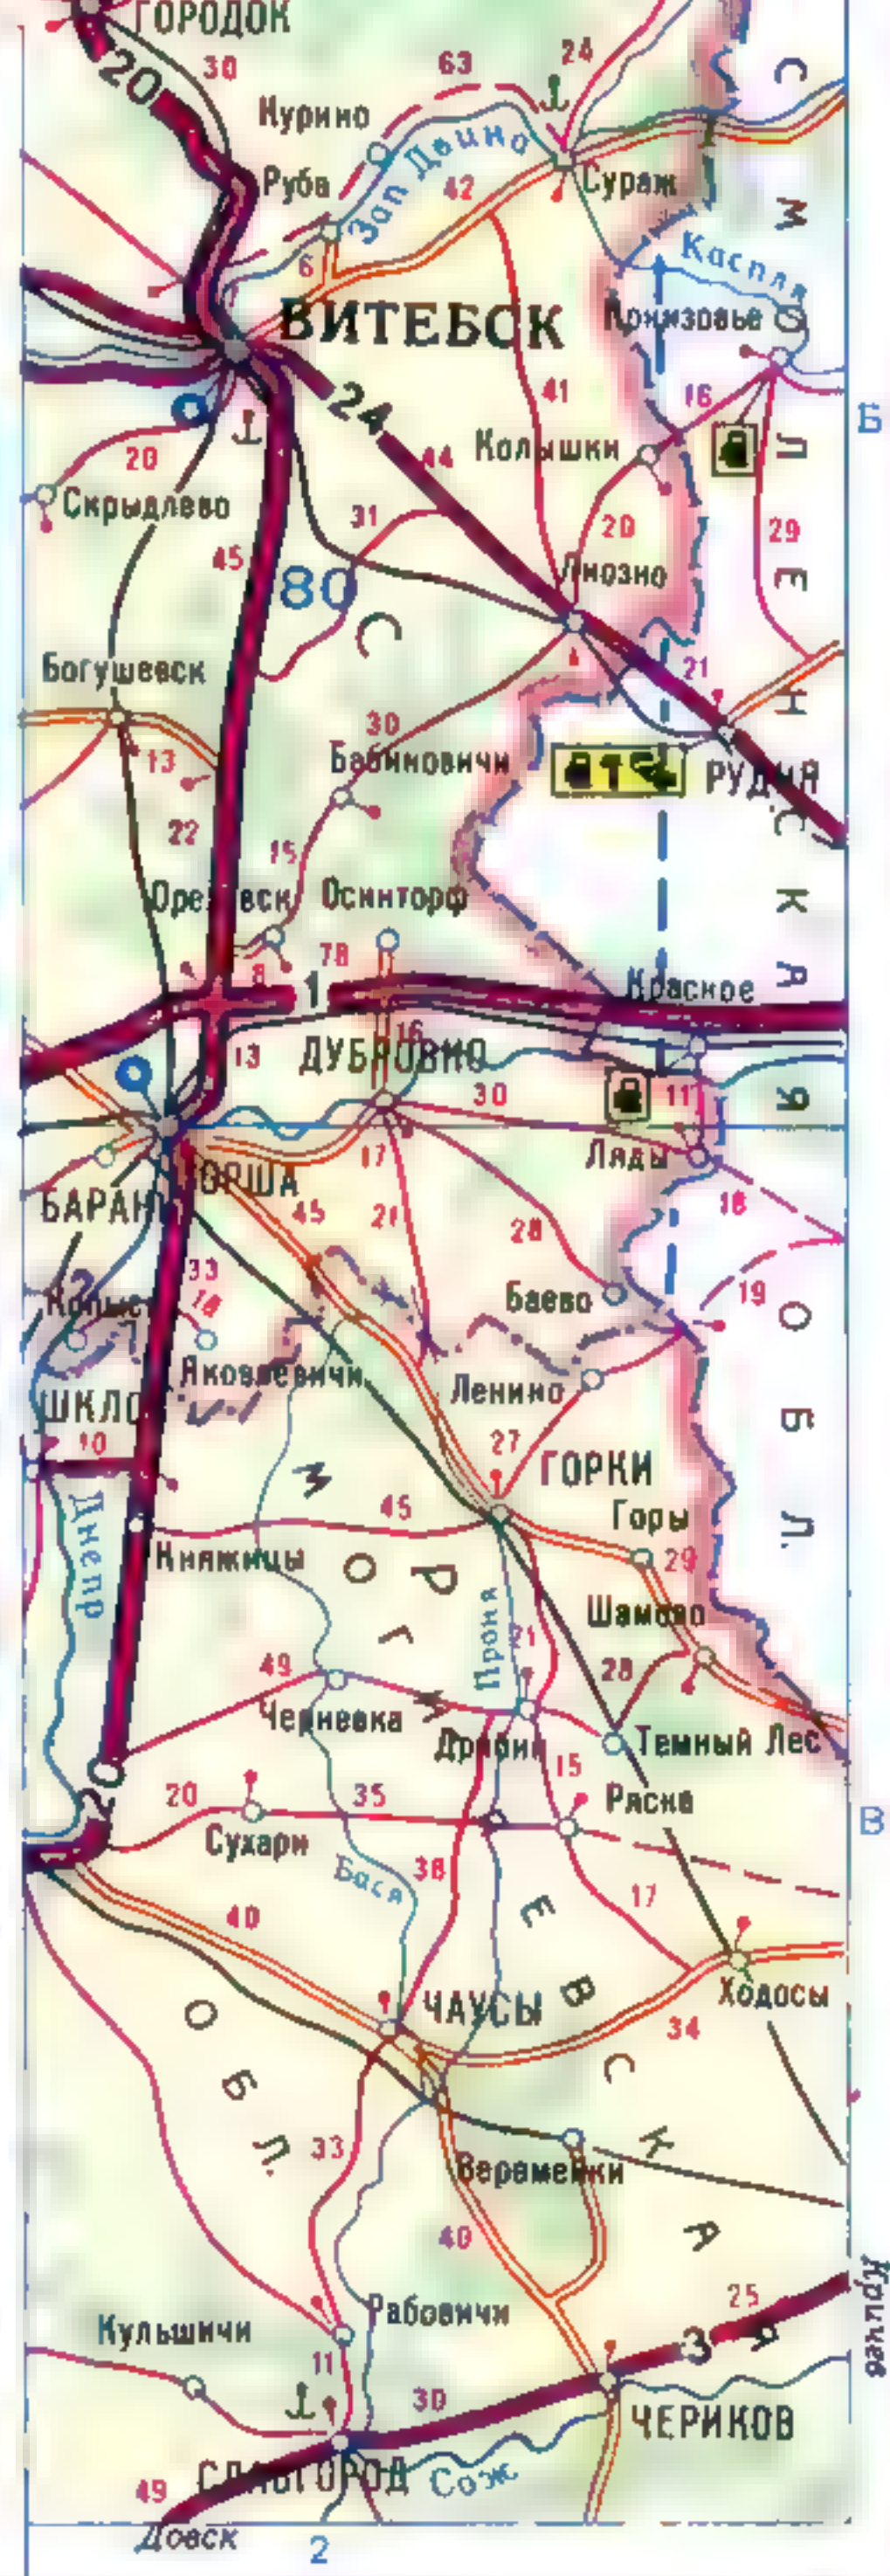 ГОРОДОК
20
30
63
24
Курино
Зап Двина
Руба
42
Сураж
С
М
6
Каспля
ВИТЕБСК
О
24
41
16
Б
44
Колышки
Л
20
Скрыдлево
31
20
29
45
80
Лиозно
Е
С
Богушевск
21
Н
30
13
Бабиновичи
РУДНЯ
С
22
15
Осинторф
К
8
78
1
Красное
А
13
16
ДУБРОВНО
30
11
Я
17
Ляды
ОРША
45
21
28
18
33
18
Баево
19
О
Яковлевичи
Ленино
Б
10
27
ГОРКИ
М
45
Горы
Л.
Днепр
Княжицы
О
Р
29
Проня
Шамово
Г
21
49
28
Черневка
Дрибин
Темный Лес
2
15
20
35
Ряска
В
Сухари
38
Бася
17
40
Е
Ходосы
О
ЧАУСЫ
В
34
Б
С
Л.
33
К
Веремейки
40
А
Кричев
25
Рабовичи
Кульшичи
3
Я
11
30
ЧЕРИКОВ
СЛАВГОРОД
Сож
49
Довск
2